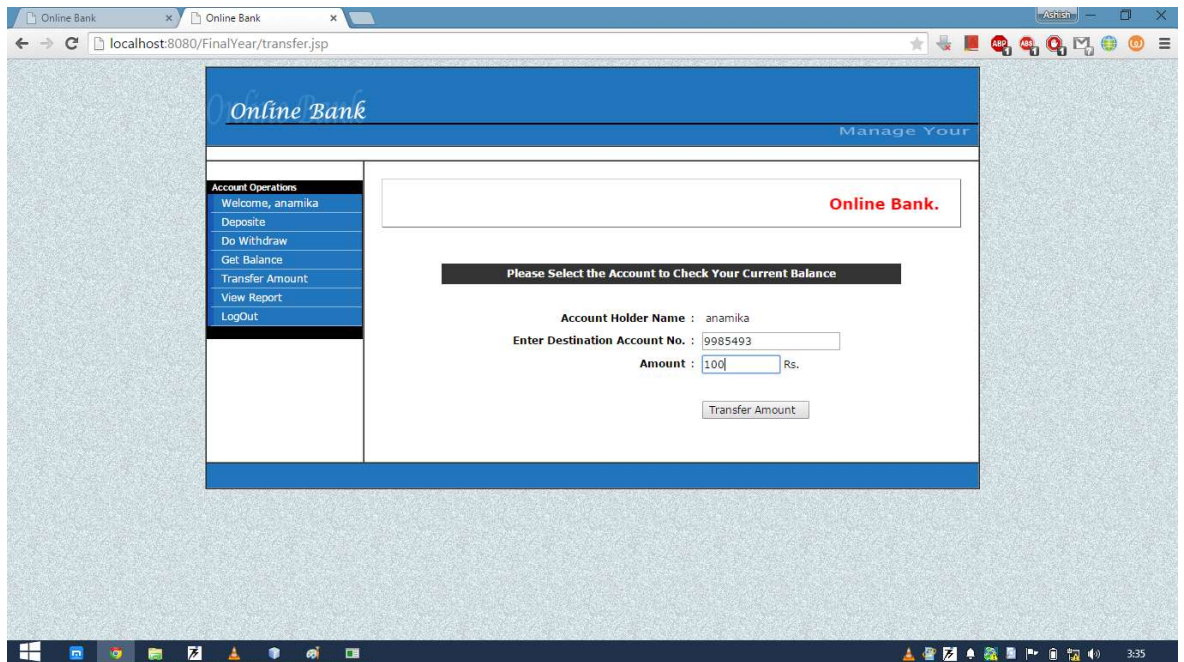 Online Bank
Online Bank
Ashish
localhost:8080/FinalYear/transfer.jsp
Online Bank
Manage Your
Account Operations
Welcome, anamika
Deposite
Do Withdraw
Get Balance
Transfer Amount
View Report
LogOut
Online Bank.
Please Select the Account to Check Your Current Balance
Account Holder Name : anamika
Enter Destination Account No. : 9985493
Amount : 100 Rs.
Transfer Amount
3:35